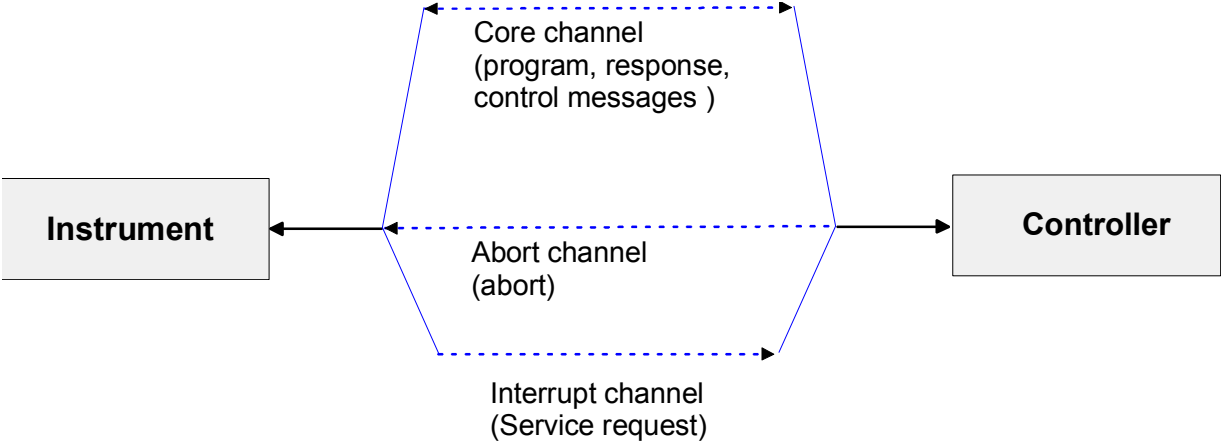 Core channel
(program, response,
control messages )
Instrument
Controller
Abort channel
(abort)
Interrupt channel
(Service request)